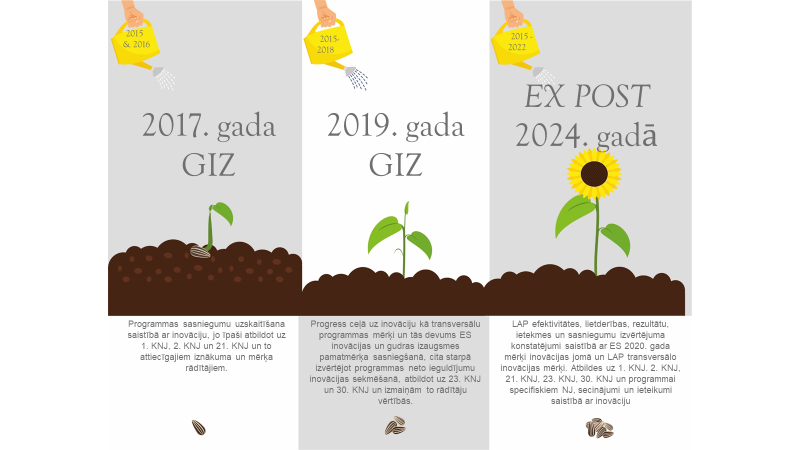 2015
& 2016
2017. gada
GIZ
Programmas sasniegumu uzskaitīšana
saistībā ar inovāciju, jo īpaši atbildot uz
1. KNJ, 2. KNJ un 21. KNJ un to
attiecīgajiem iznākuma un mērķa
rādītājiem.
2015-
2018
2019. gada
GIZ
Progress ceļā uz inovāciju kā transversālu
programmas mērķi un tās devums ES
inovācijas un gudras izaugsmes
pamatmērķa sasniegšanā, cita starpā
izvērtējot programmas neto ieguldījumu
inovācijas sekmēšanā, atbildot uz 23. KNJ
un 30. KNJ un izmaiņām to rādītāju
vērtībās.
2015 -
2022
EX POST
2024. gadā
LAP efektivitātes, lietderības, rezultātu,
ietekmes un sasniegumu izvērtējuma
konstatējumi saistībā ar ES 2020. gada
mērķi inovācijas jomā un LAP transversālo
inovācijas mērķi. Atbildes uz 1. KNJ. 2. KNJ,
21. KNJ, 23. KNJ, 30. KNJ un programmai
specifiskiem NJ, secinājumi un ieteikumi
saistībā ar inovāciju